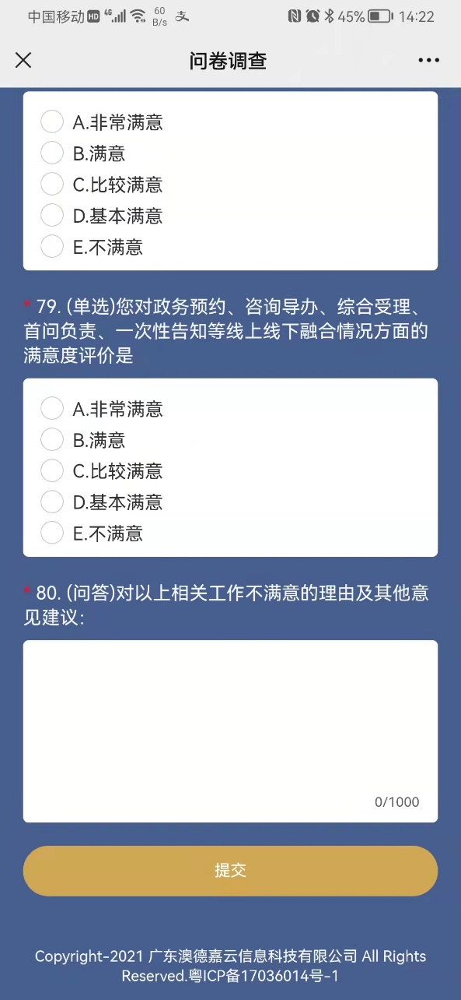 中国移动 HD 4G 60 B/s 支 45% 14:22
问卷调查
A.非常满意
B.满意
C.比较满意
D.基本满意
E.不满意
* 79. (单选)您对政务预约、咨询导办、综合受理、
首问负责、一次性告知等线上线下融合情况方面的
满意度评价是
A.非常满意
B.满意
C.比较满意
D.基本满意
E.不满意
* 80. (问答)对以上相关工作不满意的理由及其他意
见建议:
0/1000
提交
Copyright-2021 广东澳德嘉云信息科技有限公司 All Rights
Reserved.粤ICP备17036014号-1